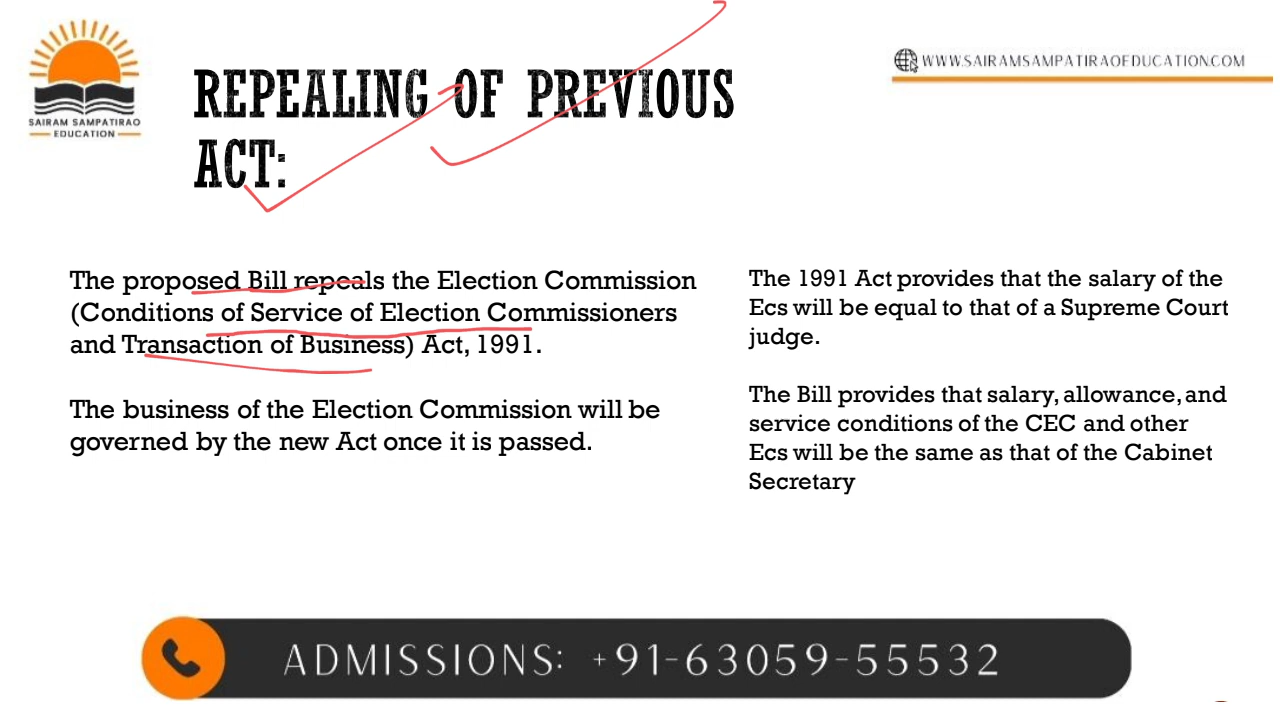 SAIRAM SAMPATIRAO
EDUCATION
WWW.SAIRAMSAMPATIRAOEDUCATION.COM
REPEALING OF PREVIOUS
ACT:
The proposed Bill repeals the Election Commission
(Conditions of Service of Election Commissioners
and Transaction of Business) Act, 1991.
The business of the Election Commission will be
governed by the new Act once it is passed.
The 1991 Act provides that the salary of the
Ecs will be equal to that of a Supreme Court
judge.
The Bill provides that salary, allowance, and
service conditions of the CEC and other
Ecs will be the same as that of the Cabinet
Secretary
ADMISSIONS: +91-63059-55532